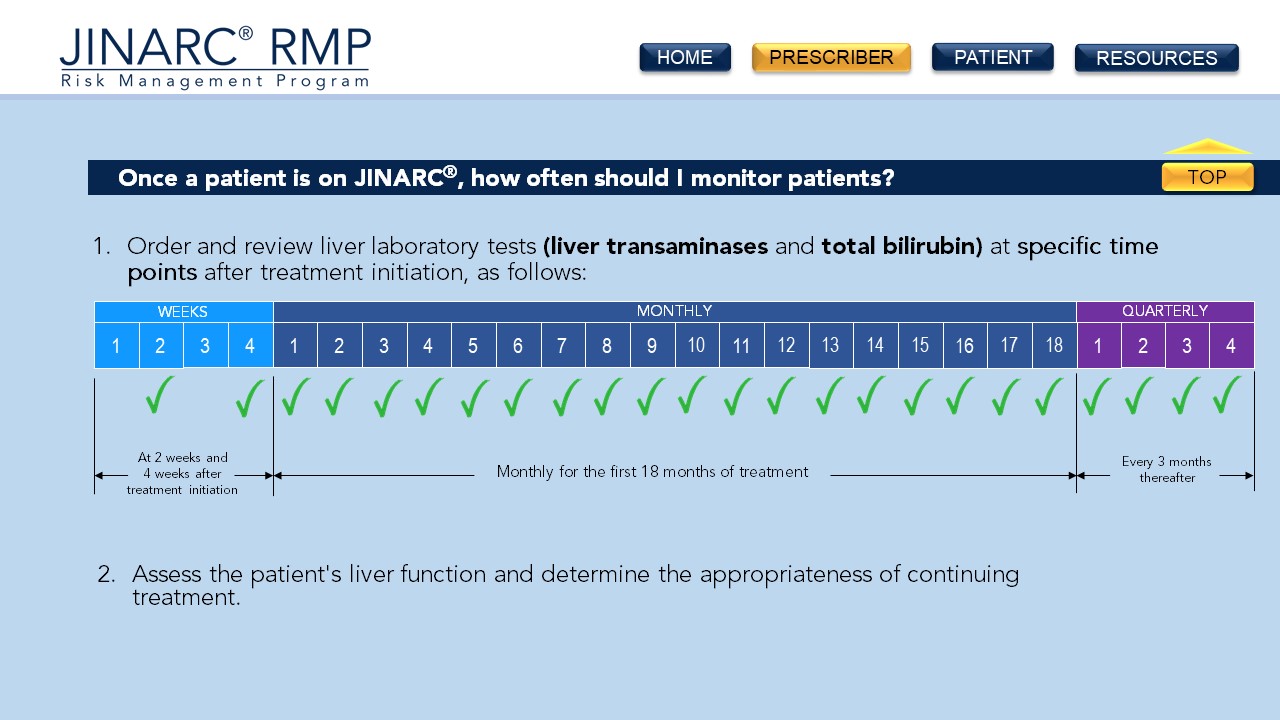 JINARC® RMP
Risk Management Program
HOME
PRESCRIBER
PATIENT
RESOURCES
Once a patient is on JINARC®, how often should I monitor patients?
TOP
1. Order and review liver laboratory tests (liver transaminases and total bilirubin) at specific time
points after treatment initiation, as follows:
WEEKS MONTHLY QUARTERLY
1 2 3 4 1 2 3 4 5 6 7 8 9 10 11 12 13 14 15 16 17 18 1 2 3 4
At 2 weeks and
4 weeks after
treatment initiation
Monthly for the first 18 months of treatment
Every 3 months
thereafter
2. Assess the patient's liver function and determine the appropriateness of continuing
treatment.